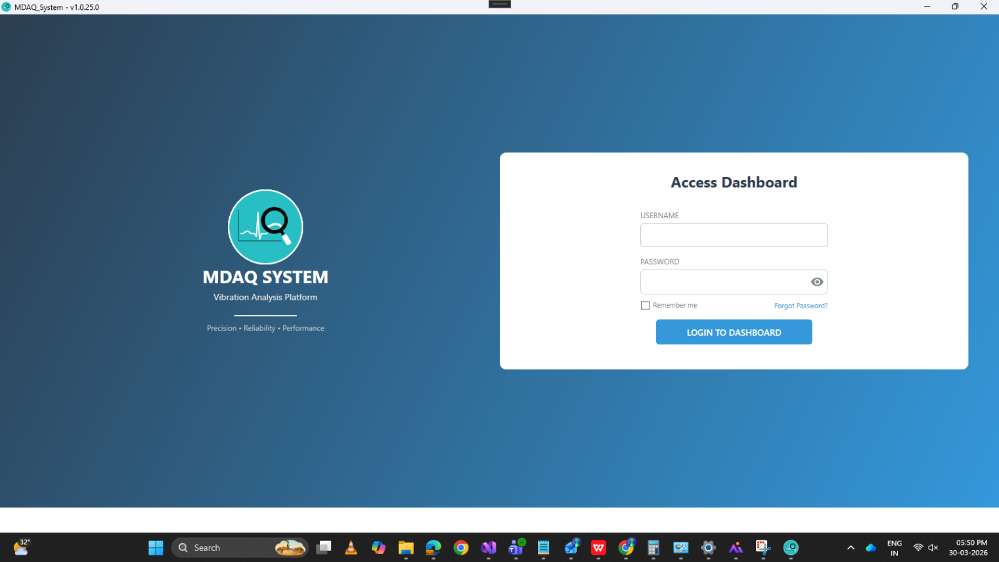 MDAQ_System - v1.0.25.0
MDAQ SYSTEM
Vibration Analysis Platform
Precision • Reliability • Performance
Access Dashboard
USERNAME
PASSWORD
Remember me
Forgot Password?
LOGIN TO DASHBOARD
32°
Search
ENG
IN
05:50 PM
30-03-2026